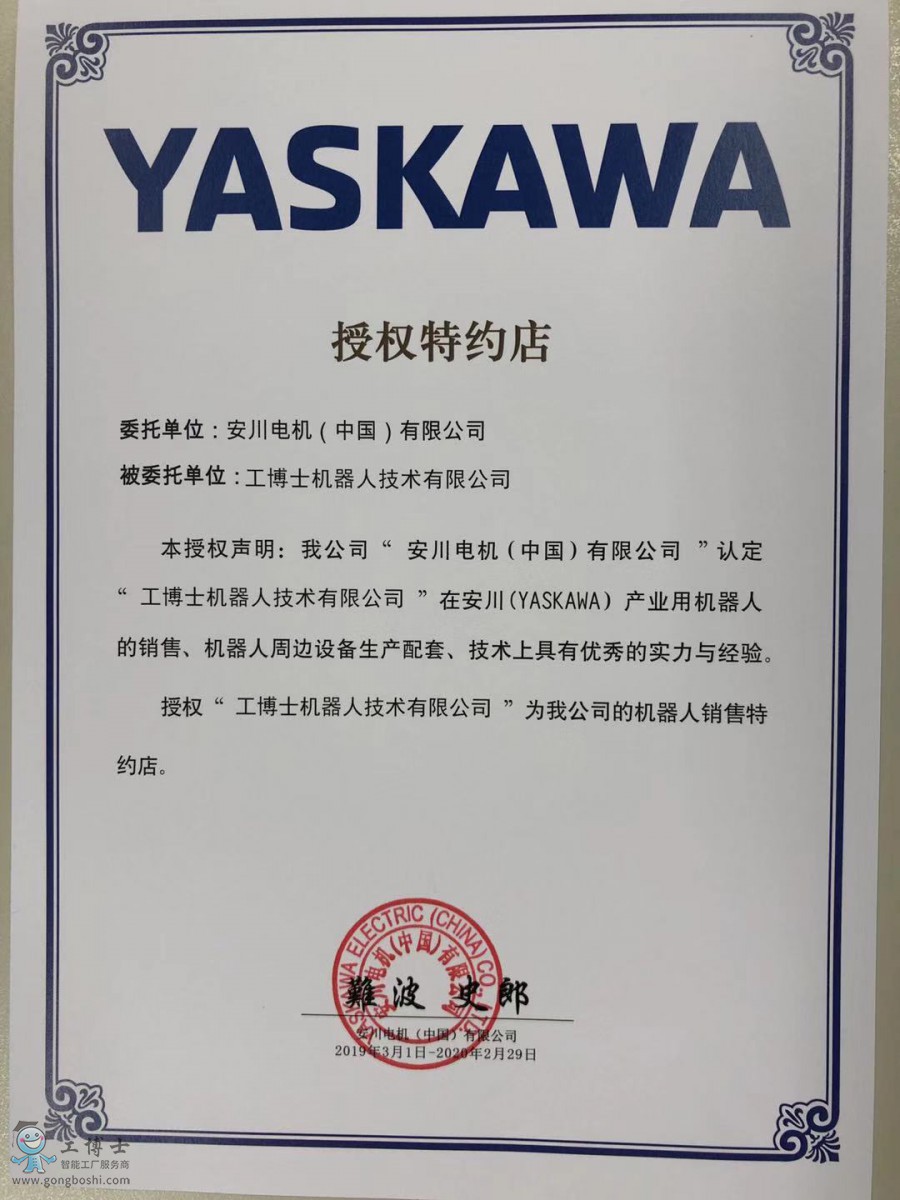 YASKAWA
授权特约店
委托单位：安川电机（中国）有限公司
被委托单位：工博士机器人技术有限公司
本授权声明：我公司“ 安川电机（中国）有限公司 ”认定
“ 工博士机器人技术有限公司 ”在安川(YASKAWA）产业用机器人
的销售、机器人周边设备生产配套、技术上具有优秀的实力与经验。
授权“ 工博士机器人技术有限公司 ”为我公司的机器人销售特
约店。
YASKAWA ELECTRIC (CHINA) CO., LTD.
安川电机(中国)有限公司
難波 史郎
安川电机（中国）有限公司
2019年3月1日-2020年2月29日
工博士
智能工厂服务商
www.gongboshi.com